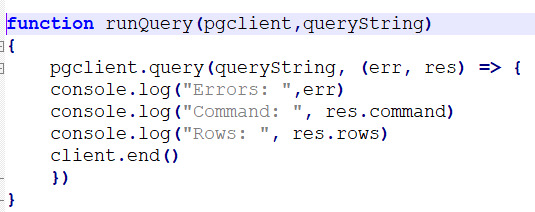 function runQuery(pgclient,queryString)
{
    pgclient.query(queryString, (err, res) => {
    console.log("Errors: ",err)
    console.log("Command: ", res.command)
    console.log("Rows: ", res.rows)
    client.end()
    })
}